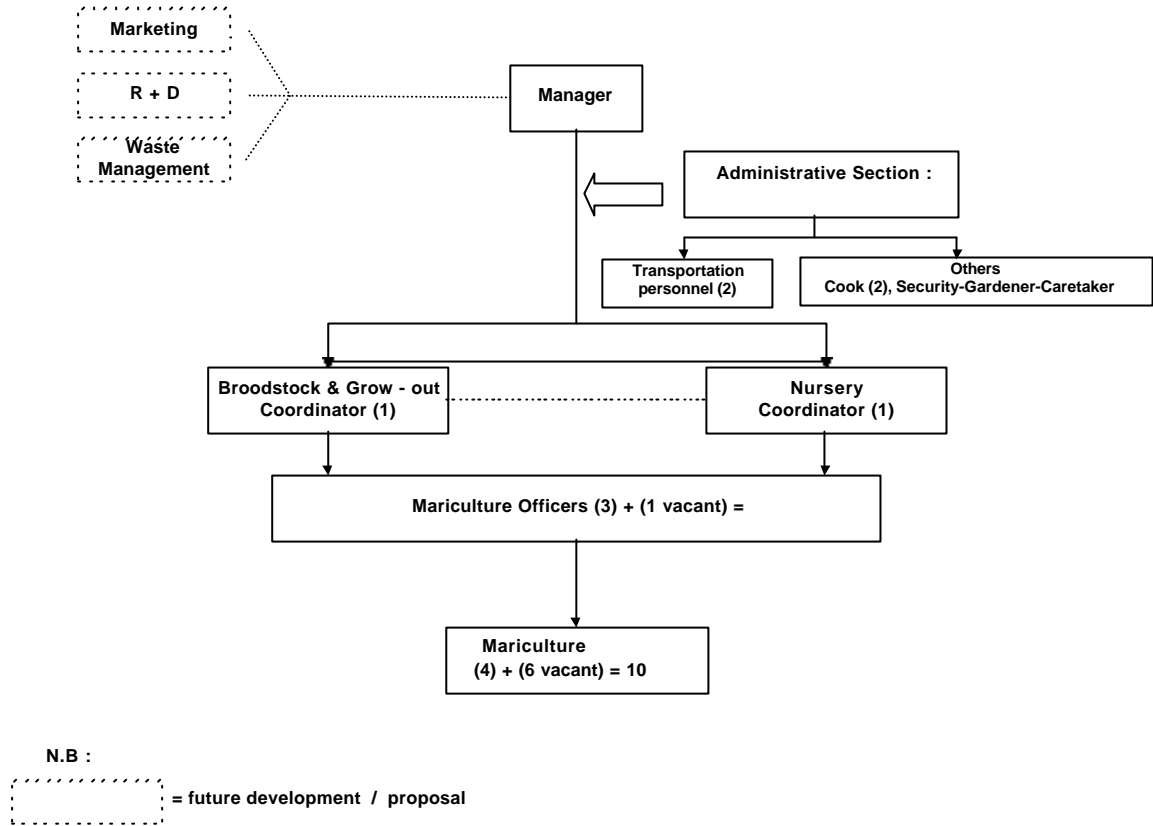 Marketing
R + D
Waste
Management
Manager
Administrative Section :
Transportation
personnel (2)
Others
Cook (2), Security-Gardener-Caretaker
Broodstock & Grow - out
Coordinator (1)
Nursery
Coordinator (1)
Mariculture Officers (3) + (1 vacant) =
Mariculture
(4) + (6 vacant) = 10
N.B :
= future development / proposal